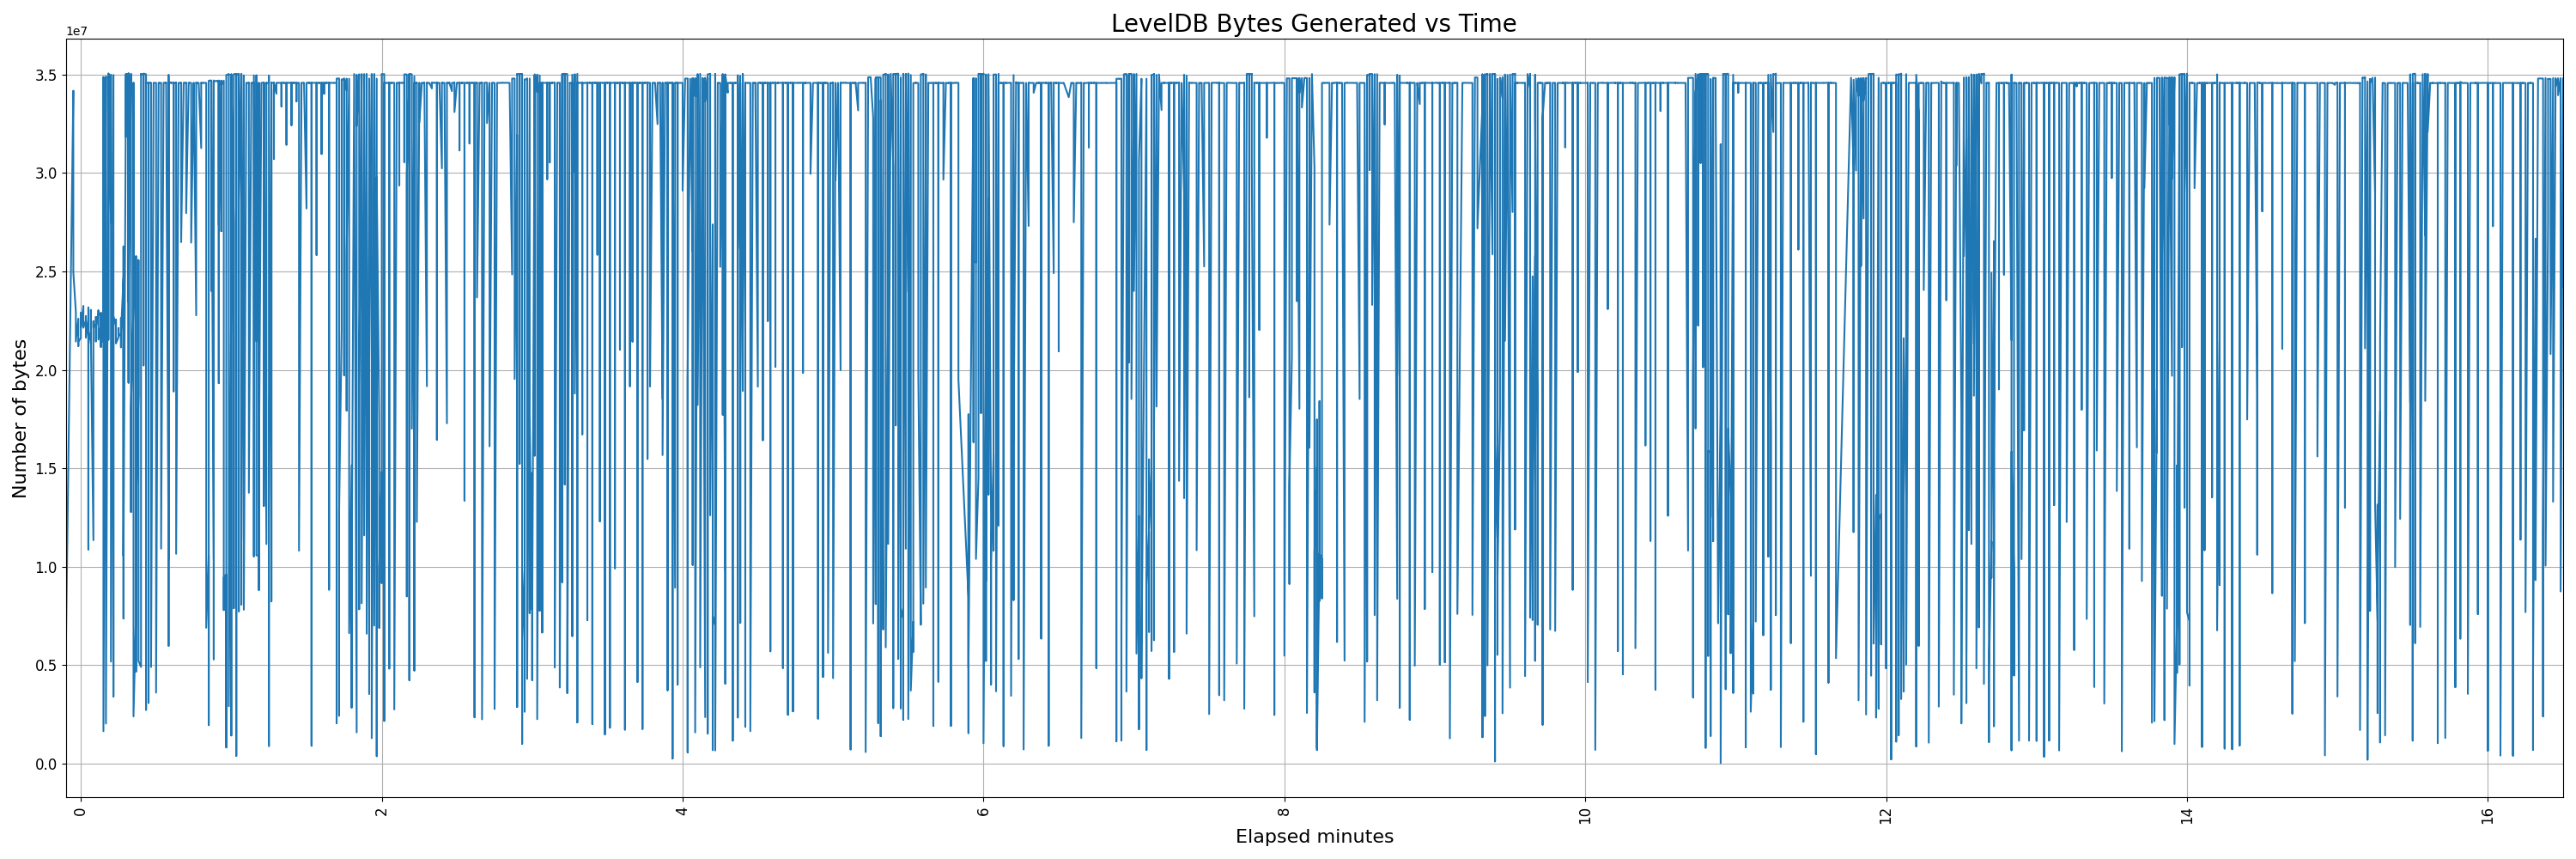 LevelDB Bytes Generated vs Time
1e7
3.5
3.0
2.5
2.0
1.5
1.0
0.5
0.0
Number of bytes
0 2 4 6 8 10 12 14 16
Elapsed minutes